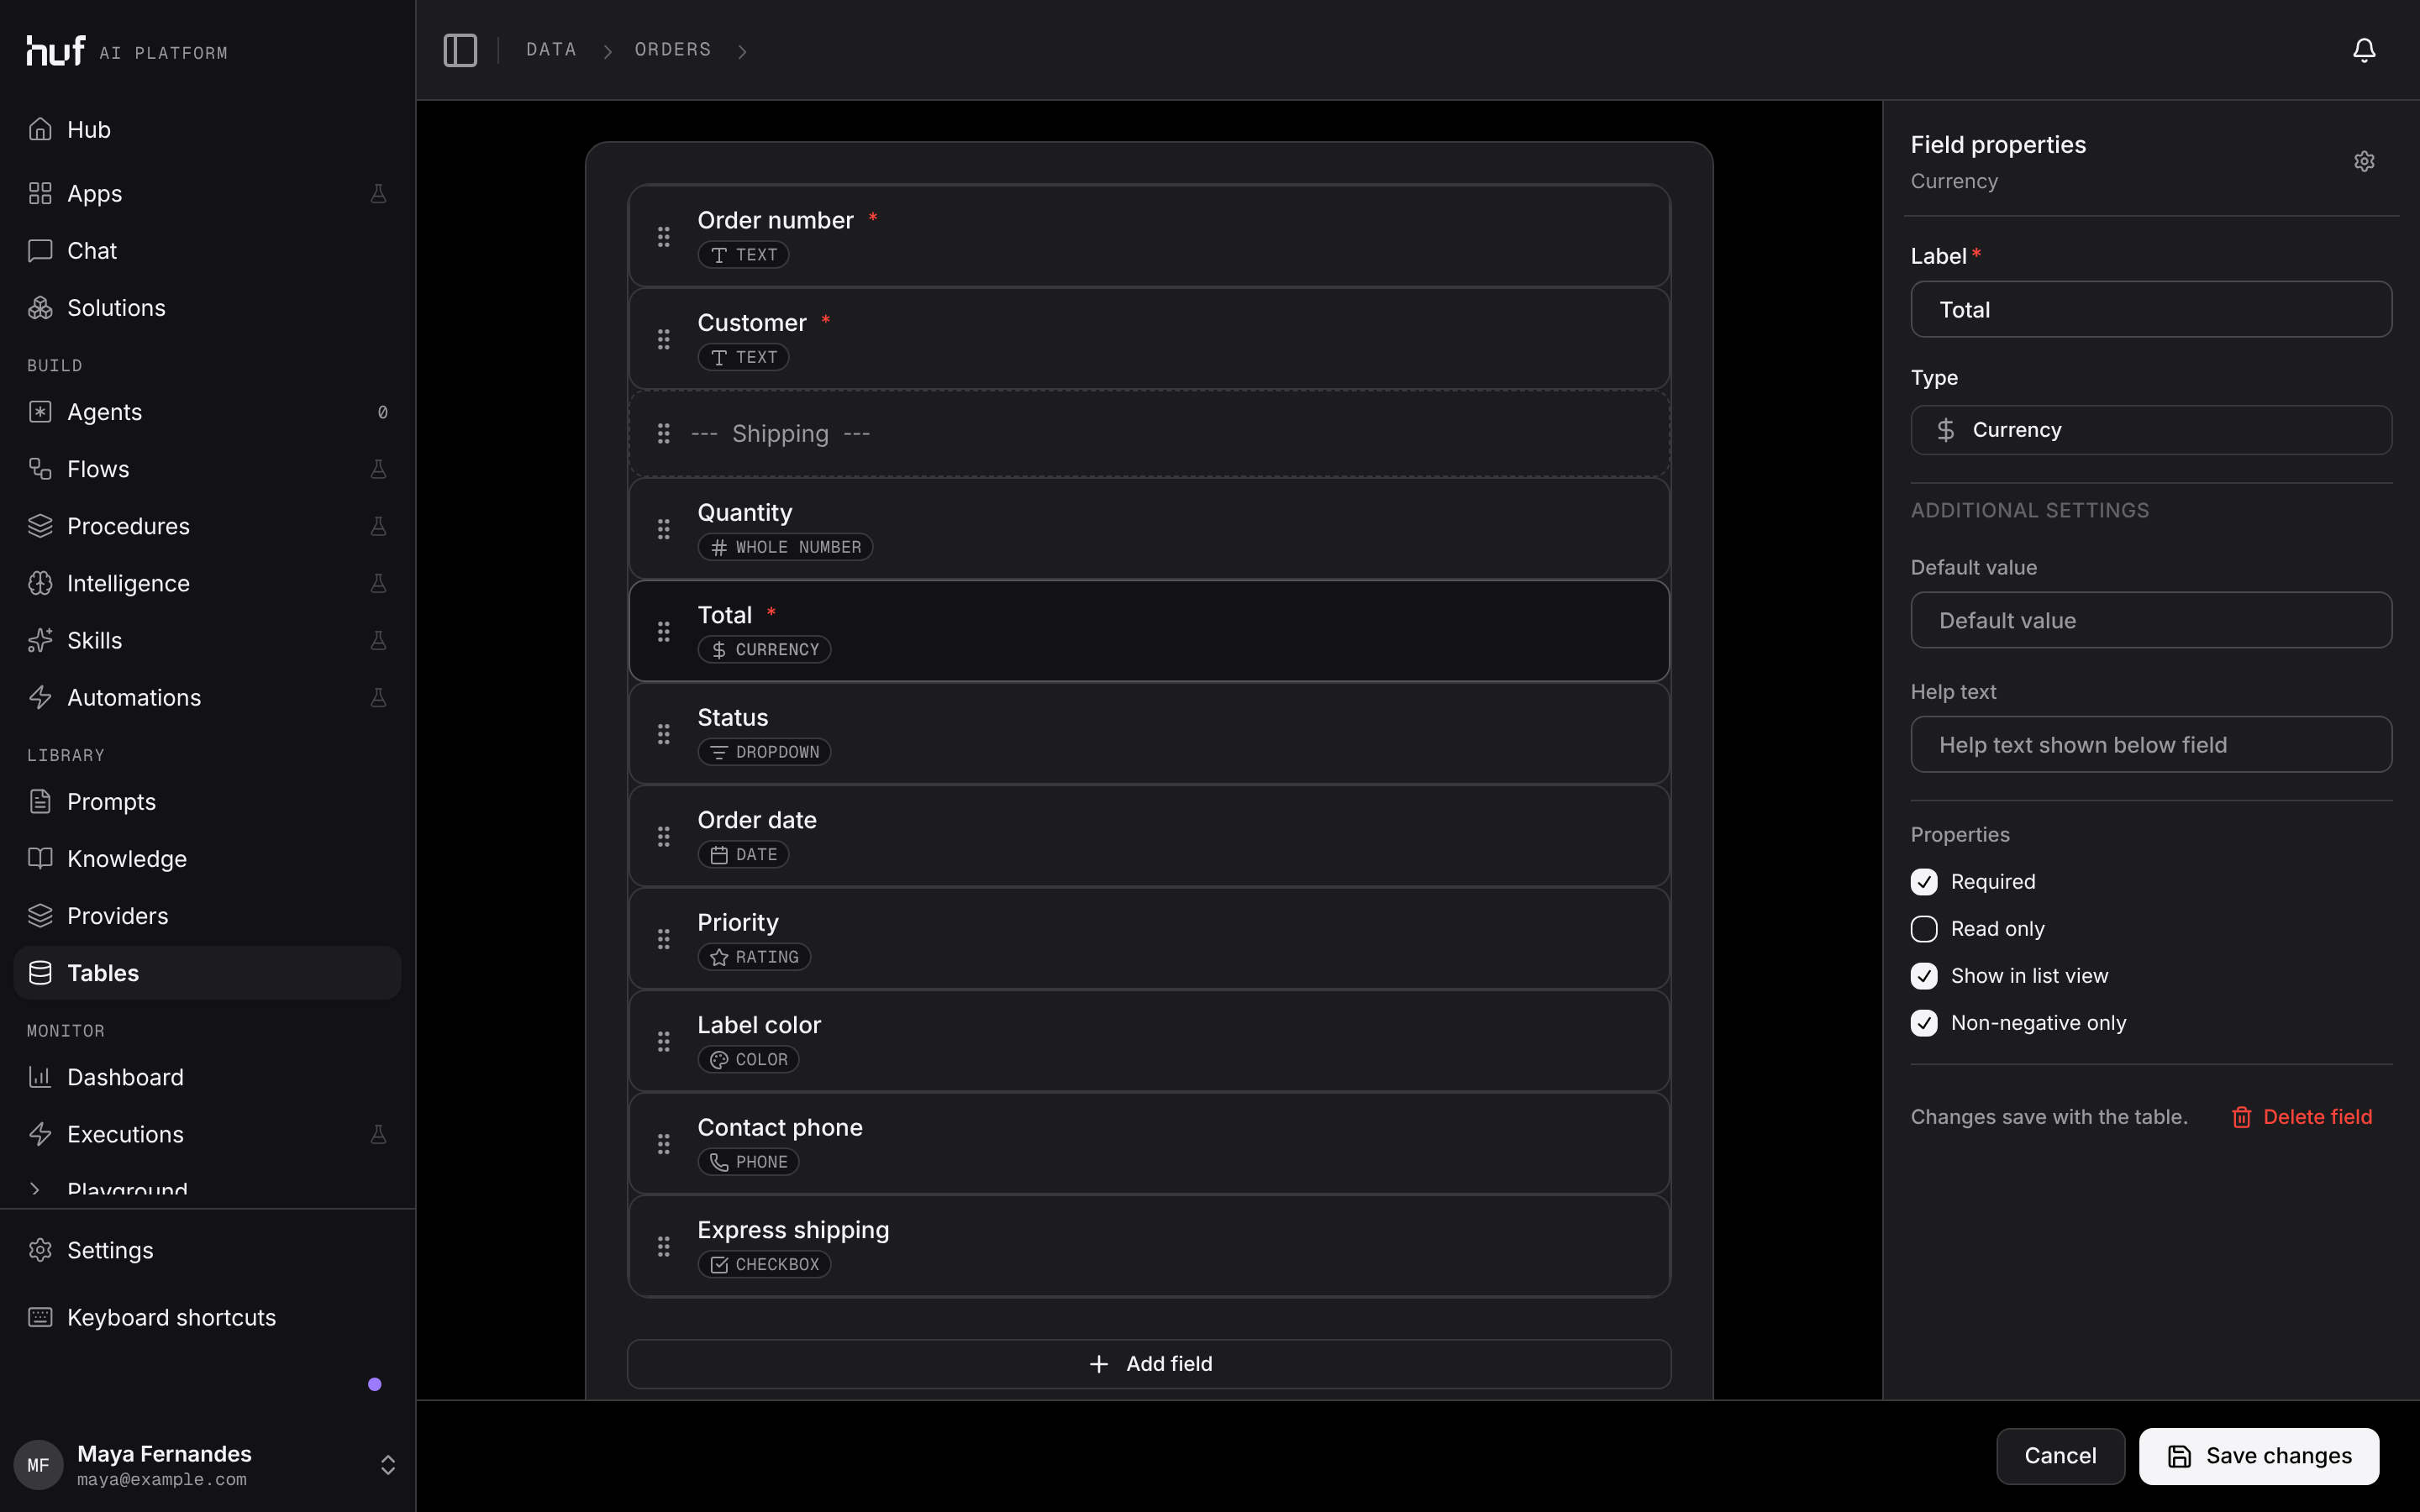 huf AI PLATFORM
Hub
Apps
Chat
Solutions
BUILD
Agents 0
Flows
Procedures
Intelligence
Skills
Automations
LIBRARY
Prompts
Knowledge
Providers
Tables
MONITOR
Dashboard
Executions
Playground
Settings
Keyboard shortcuts
MF
Maya Fernandes
maya@example.com
DATA > ORDERS >
Order number *
TEXT
Customer *
TEXT
--- Shipping ---
Quantity
WHOLE NUMBER
Total *
CURRENCY
Status
DROPDOWN
Order date
DATE
Priority
RATING
Label color
COLOR
Contact phone
PHONE
Express shipping
CHECKBOX
+ Add field
Field properties
Currency
Label *
Total
Type
$ Currency
ADDITIONAL SETTINGS
Default value
Default value
Help text
Help text shown below field
Properties
Required
Read only
Show in list view
Non-negative only
Changes save with the table.
Delete field
Cancel
Save changes